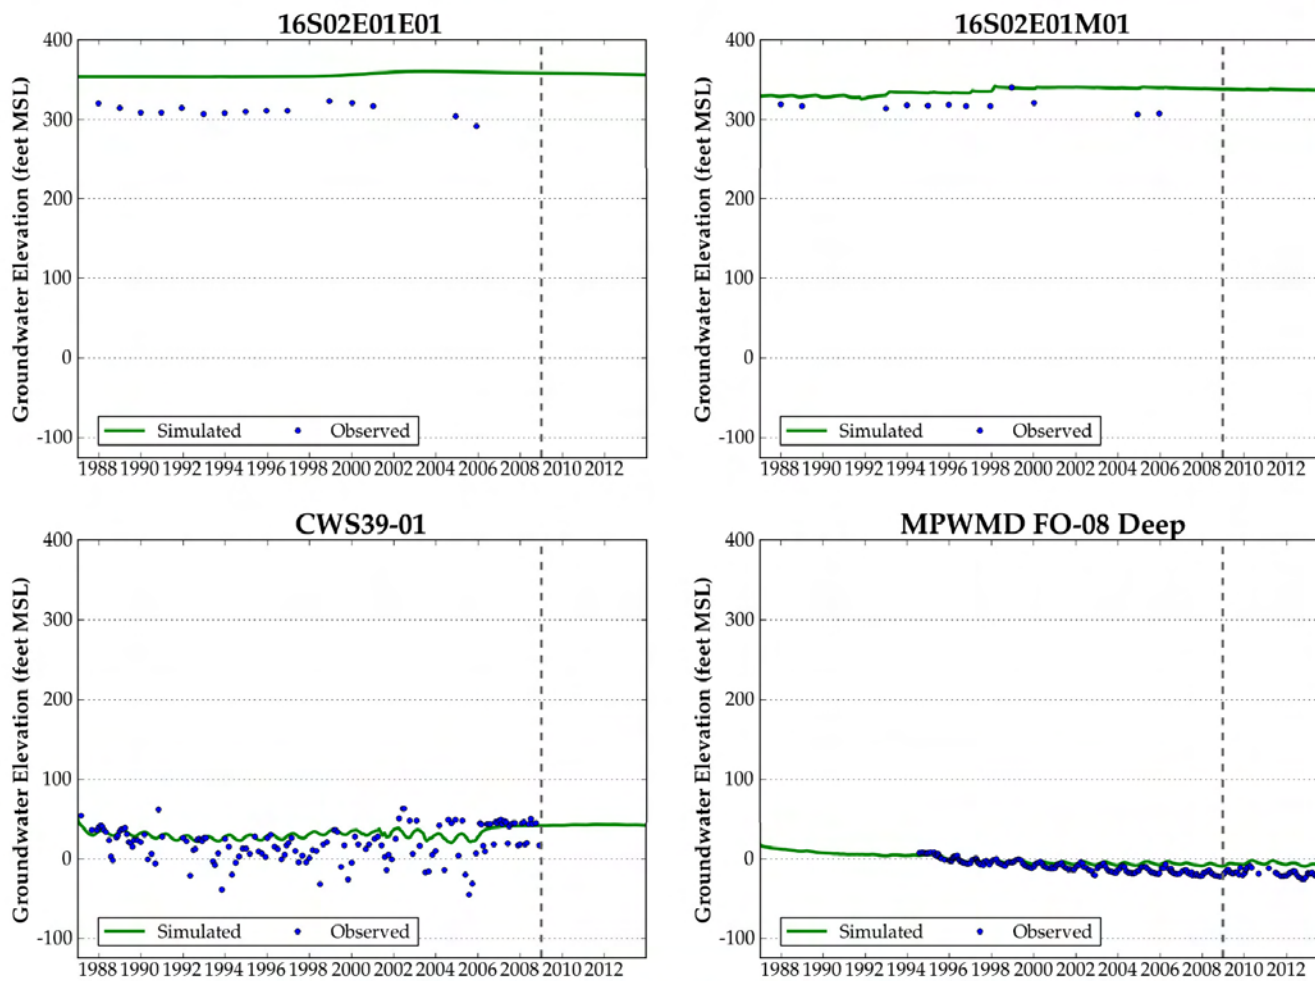 16S02E01E01
400
300
200
100
0
-100
Groundwater Elevation (feet MSL)
Simulated Observed
1988 1990 1992 1994 1996 1998 2000 2002 2004 2006 2008 2010 2012
16S02E01M01
400
300
200
100
0
-100
Groundwater Elevation (feet MSL)
Simulated Observed
1988 1990 1992 1994 1996 1998 2000 2002 2004 2006 2008 2010 2012
CWS39-01
400
300
200
100
0
-100
Groundwater Elevation (feet MSL)
Simulated Observed
1988 1990 1992 1994 1996 1998 2000 2002 2004 2006 2008 2010 2012
MPWMD FO-08 Deep
400
300
200
100
0
-100
Groundwater Elevation (feet MSL)
Simulated Observed
1988 1990 1992 1994 1996 1998 2000 2002 2004 2006 2008 2010 2012